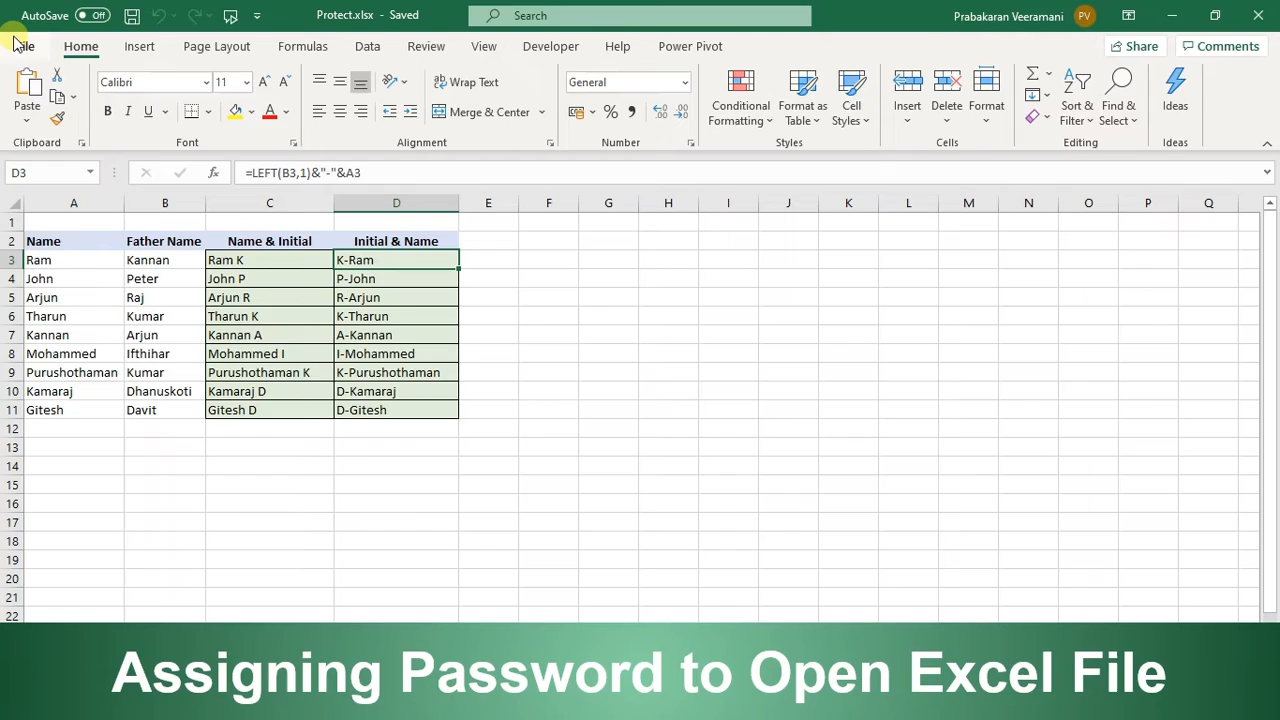 AutoSave Off Protect.xlsx - Saved Search Prabakaran Veeramani PV
File Home Insert Page Layout Formulas Data Review View Developer Help Power Pivot Share Comments
Paste Calibri 11 Wrap Text General Conditional Formatting Format as Table Cell Styles Insert Delete Format Sort & Filter Find & Select Ideas
B I U Merge & Center % ,
Clipboard Font Alignment Number Styles Cells Editing Ideas
D3 fx =LEFT(B3,1)&"-"&A3
A B C D E F G H I J K L M N O P Q
1
2 Name Father Name Name & Initial Initial & Name
3 Ram Kannan Ram K K-Ram
4 John Peter John P P-John
5 Arjun Raj Arjun R R-Arjun
6 Tharun Kumar Tharun K K-Tharun
7 Kannan Arjun Kannan A A-Kannan
8 Mohammed Ifthihar Mohammed I I-Mohammed
9 Purushothaman Kumar Purushothaman K K-Purushothaman
10 Kamaraj Dhanuskoti Kamaraj D D-Kamaraj
11 Gitesh Davit Gitesh D D-Gitesh
12
13
14
15
16
17
18
19
20
21
22
Assigning Password to Open Excel File